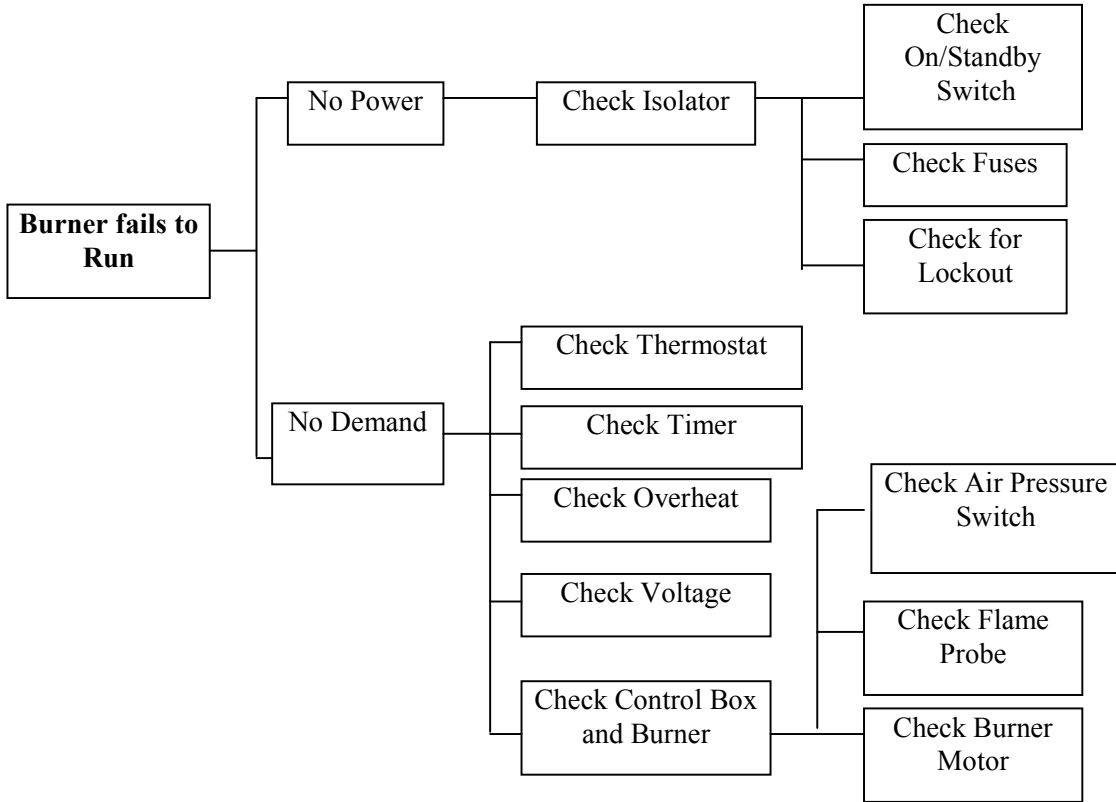 Burner fails to
Run
No Power
Check Isolator
Check
On/Standby
Switch
Check Fuses
Check for
Lockout
No Demand
Check Thermostat
Check Timer
Check Overheat
Check Voltage
Check Control Box
and Burner
Check Air Pressure
Switch
Check Flame
Probe
Check Burner
Motor